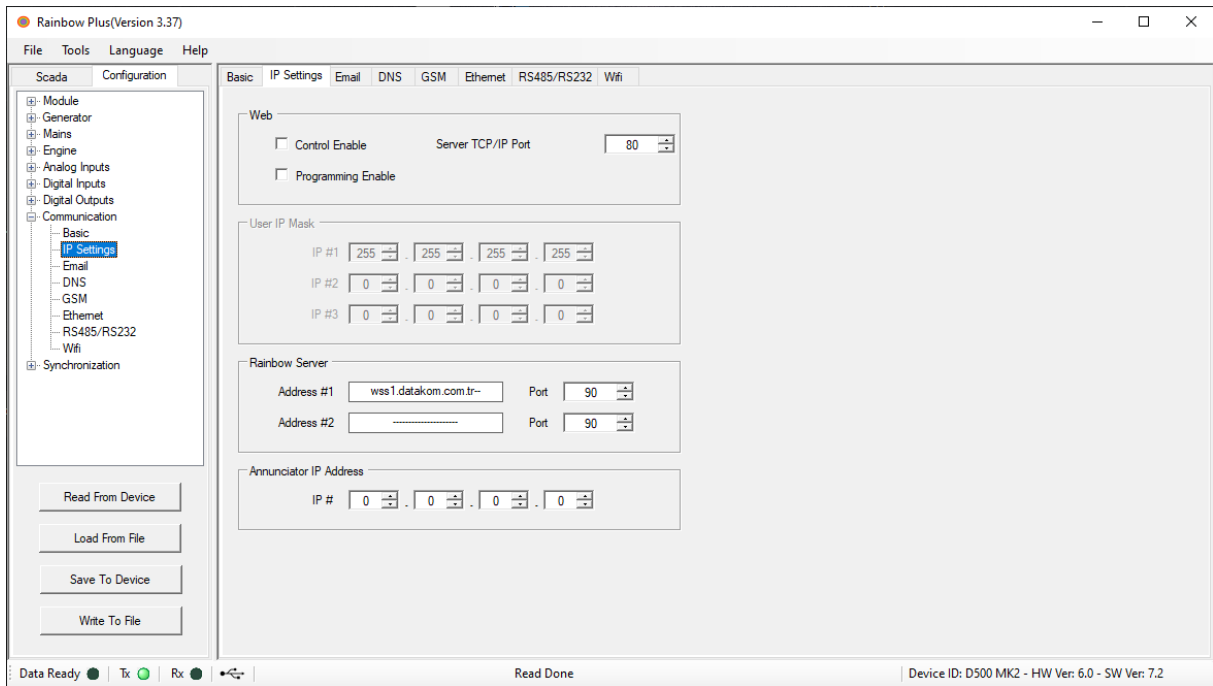 Rainbow Plus(Version 3.37)
File Tools Language Help
Scada Configuration
Module
Generator
Mains
Engine
Analog Inputs
Digital Inputs
Digital Outputs
Communication
Basic
IP Settings
Email
DNS
GSM
Ethernet
RS485/RS232
Wifi
Synchronization
Read From Device
Load From File
Save To Device
Write To File
Basic IP Settings Email DNS GSM Ethernet RS485/RS232 Wifi
Web
Control Enable Server TCP/IP Port 80
Programming Enable
User IP Mask
IP #1 255 . 255 . 255 . 255
IP #2 0 . 0 . 0 . 0
IP #3 0 . 0 . 0 . 0
Rainbow Server
Address #1 wss1.datakom.com.tr-- Port 90
Address #2 --------------------- Port 90
Annunciator IP Address
IP # 0 . 0 . 0 . 0
Data Ready Tx Rx Read Done Device ID: D500 MK2 - HW Ver: 6.0 - SW Ver: 7.2